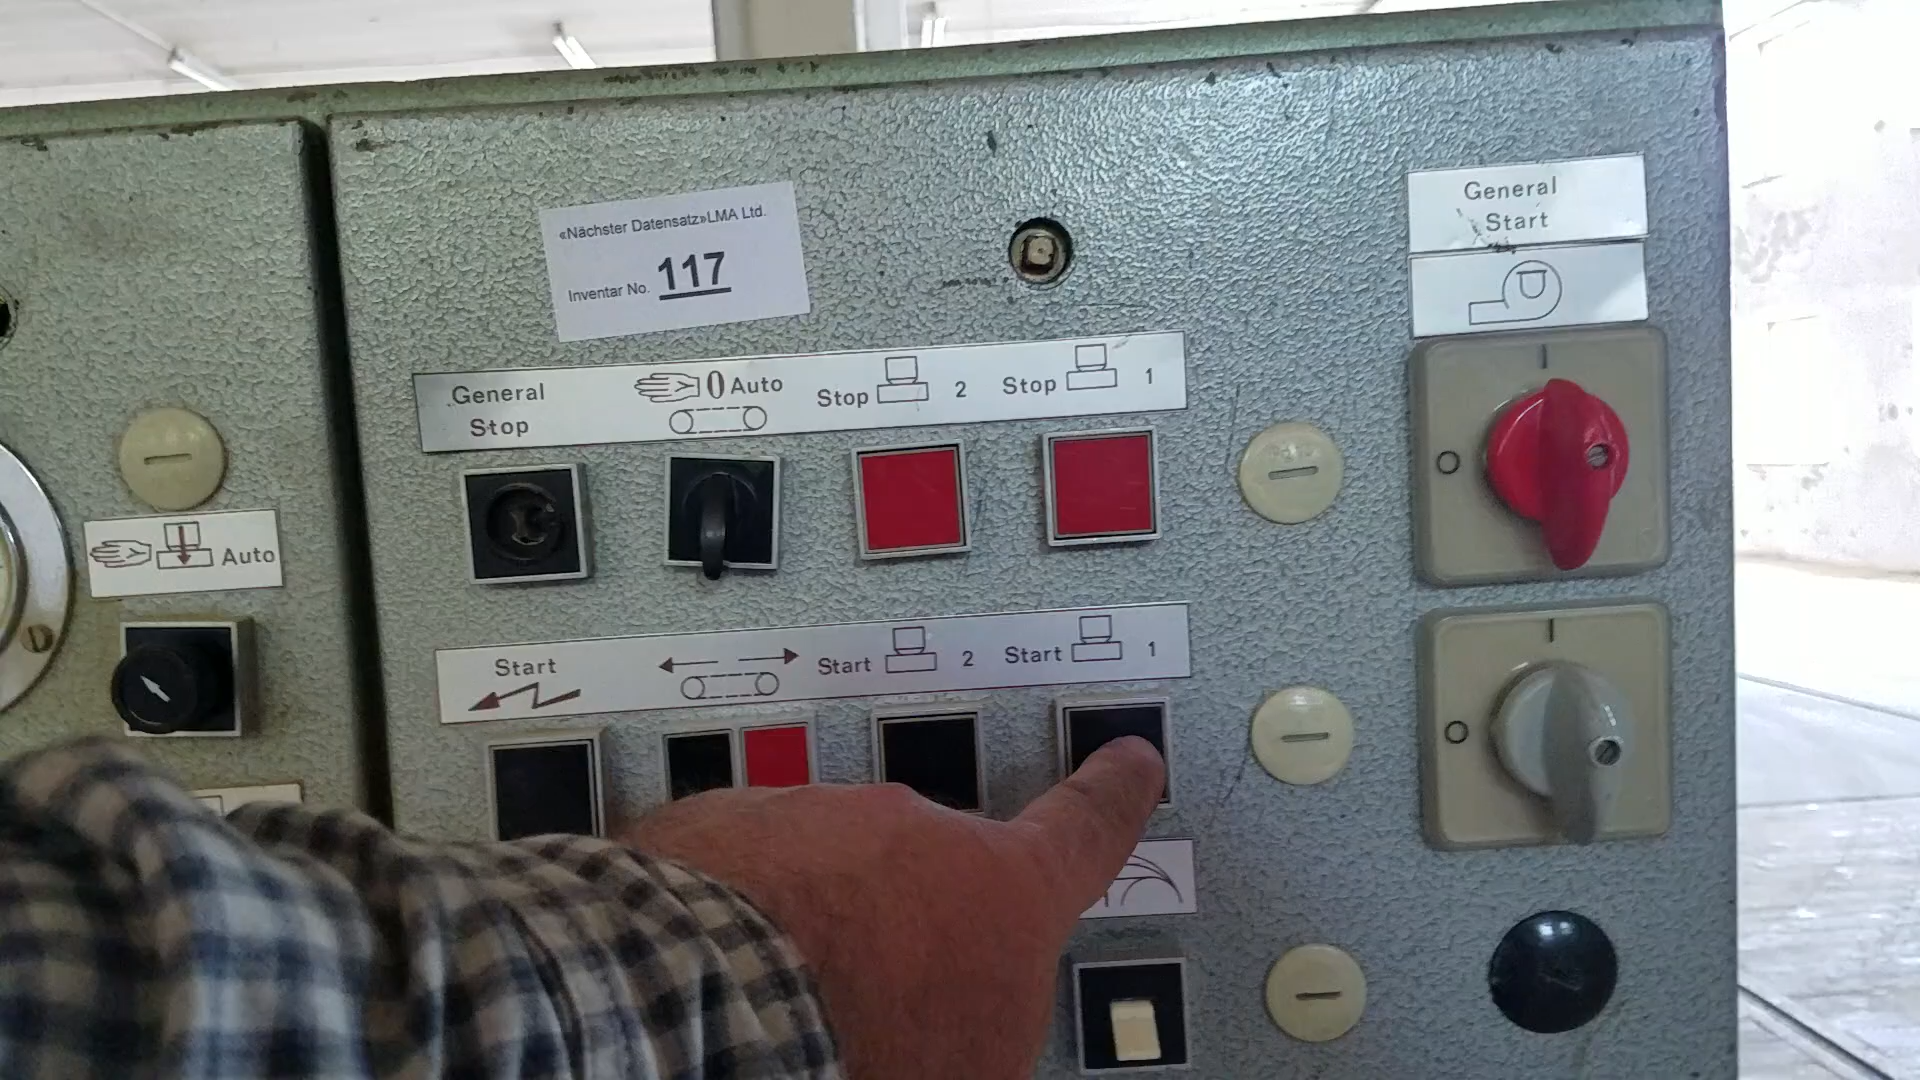 «Nächster Datensatz»LMA Ltd.
Inventar No. 117
General
Start
General
Stop
0 Auto
Stop 2
Stop 1
Auto
Start
Start 2
Start 1